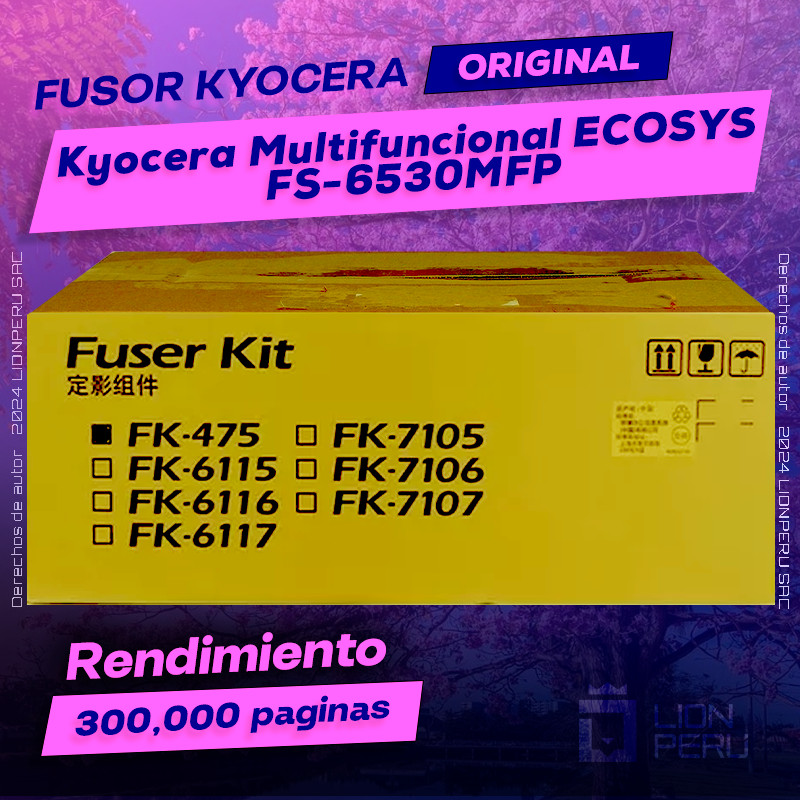 FUSOR KYOCERA ORIGINAL
Kyocera Multifuncional ECOSYS
FS-6530MFP
Fuser Kit
定影组件
FK-475
FK-7105
FK-6115
FK-7106
FK-6116
FK-7107
FK-6117
Derechos de autor 2024 LIONPERU SAC
Derechos de autor 2024 LIONPERU SAC
Rendimiento
300,000 paginas
LION
PERU